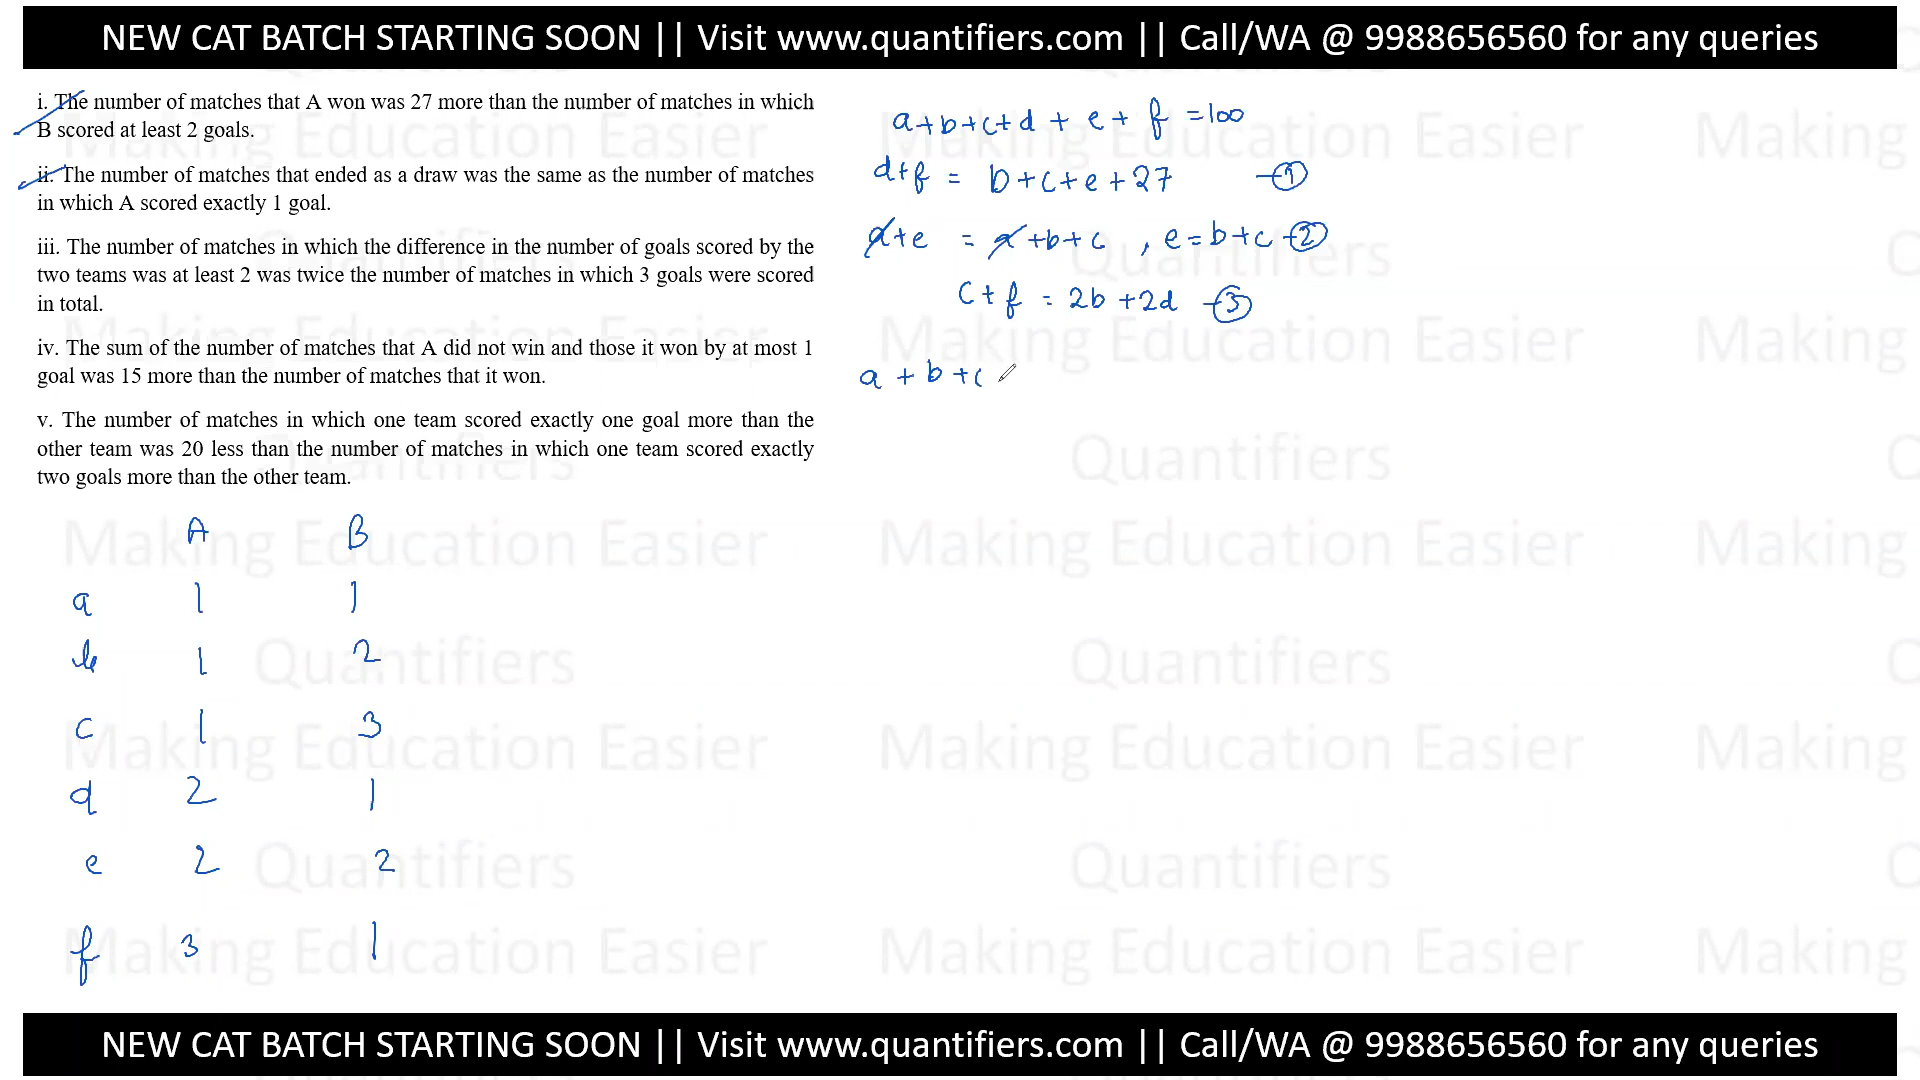 NEW CAT BATCH STARTING SOON || Visit www.quantifiers.com || Call/WA @ 9988656560 for any queries
i. The number of matches that A won was 27 more than the number of matches in which
B scored at least 2 goals.
ii. The number of matches that ended as a draw was the same as the number of matches
in which A scored exactly 1 goal.
iii. The number of matches in which the difference in the number of goals scored by the
two teams was at least 2 was twice the number of matches in which 3 goals were scored
in total.
iv. The sum of the number of matches that A did not win and those it won by at most 1
goal was 15 more than the number of matches that it won.
v. The number of matches in which one team scored exactly one goal more than the
other team was 20 less than the number of matches in which one team scored exactly
two goals more than the other team.
A B
a 1 1
b 1 2
c 1 3
d 2 1
e 2 2
f 3 1
a+b+c+d+e+f=100
d+f = b+c+e+27 -①
a+e = a+b+c, e=b+c -②
c+f = 2b+2d -③
a+b+c
Quantifiers
Making Education Easier
NEW CAT BATCH STARTING SOON || Visit www.quantifiers.com || Call/WA @ 9988656560 for any queries